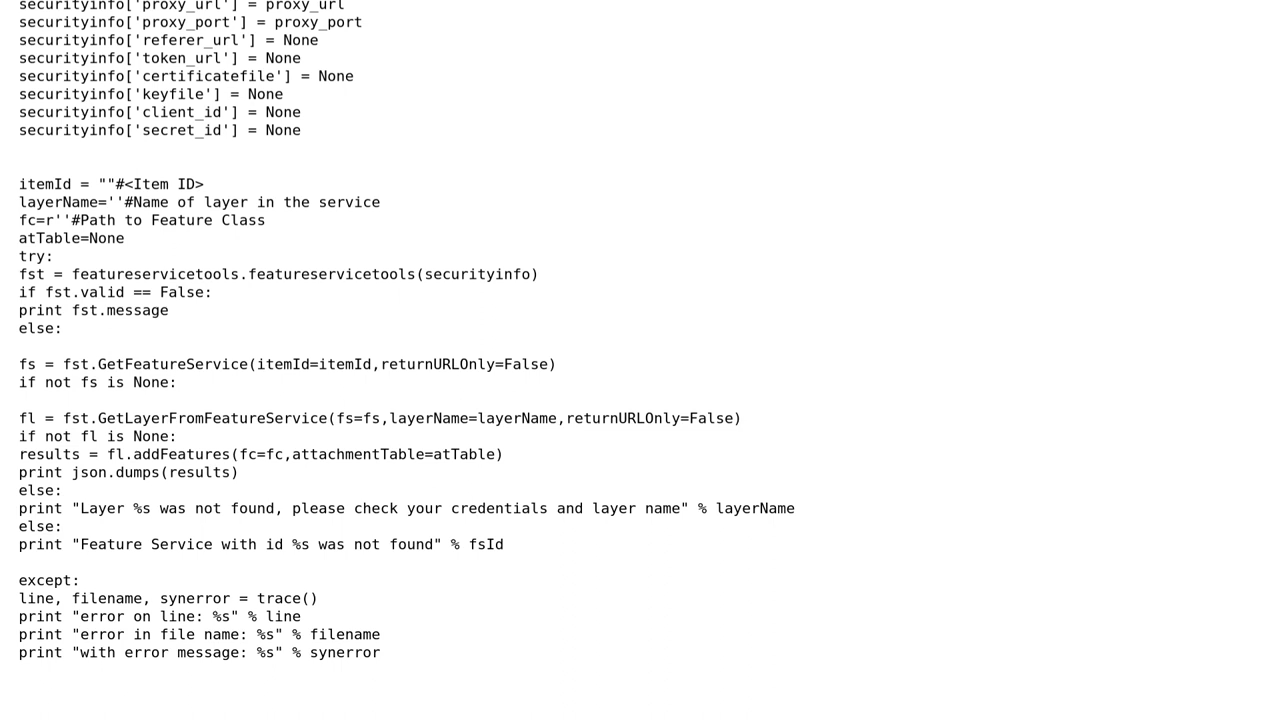 securityinfo['proxy_url'] = proxy_url
securityinfo['proxy_port'] = proxy_port
securityinfo['referer_url'] = None
securityinfo['token_url'] = None
securityinfo['certificatefile'] = None
securityinfo['keyfile'] = None
securityinfo['client_id'] = None
securityinfo['secret_id'] = None
itemId = ""#<Item ID>
layerName=''#Name of layer in the service
fc=r''#Path to Feature Class
atTable=None
try:
fst = featureservicetools.featureservicetools(securityinfo)
if fst.valid == False:
print fst.message
else:
fs = fst.GetFeatureService(itemId=itemId,returnURLOnly=False)
if not fs is None:
fl = fst.GetLayerFromFeatureService(fs=fs,layerName=layerName,returnURLOnly=False)
if not fl is None:
results = fl.addFeatures(fc=fc,attachmentTable=atTable)
print json.dumps(results)
else:
print "Layer %s was not found, please check your credentials and layer name" % layerName
else:
print "Feature Service with id %s was not found" % fsId
except:
line, filename, synerror = trace()
print "error on line: %s" % line
print "error in file name: %s" % filename
print "with error message: %s" % synerror